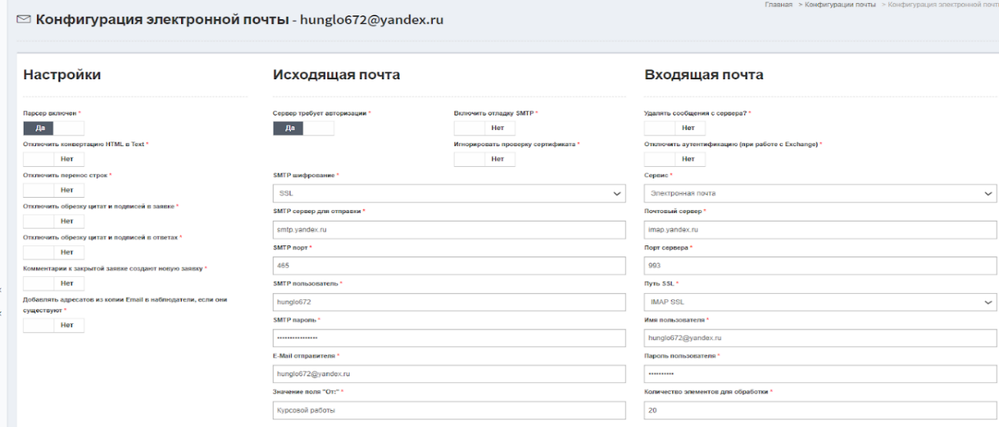 Главная > Конфигурации почты > Конфигурация электронной почт
Конфигурация электронной почты - hunglo672@yandex.ru
Настройки
Парсер включен *
Да
Отключить конвертацию HTML в Text *
Нет
Отключить перенос строк *
Нет
Отключить обрезку цитат и подписей в заявке *
Нет
Отключить обрезку цитат и подписей в ответах *
Нет
Комментарии к закрытой заявке создают новую заявку *
Нет
Добавлять адресатов из копии Email в наблюдатели, если они
существуют *
Нет
Исходящая почта
Сервер требует авторизации *
Да
Включить отладку SMTP *
Нет
Игнорировать проверку сертификата *
Нет
SMTP шифрование *
SSL
SMTP сервер для отправки *
smtp.yandex.ru
SMTP порт *
465
SMTP пользователь *
hunglo672
SMTP пароль *
••••••••••••••••
E-Mail отправителя *
hunglo672@yandex.ru
Значение поля "От:" *
Курсовой работы
Входящая почта
Удалять сообщения с сервера? *
Нет
Отключить аутентификацию (при работе с Exchange) *
Нет
Сервис *
Электронная почта
Почтовый сервер *
imap.yandex.ru
Порт сервера *
993
Путь SSL *
IMAP SSL
Имя пользователя *
hunglo672@yandex.ru
Пароль пользователя *
••••••••••
Количество элементов для обработки *
20